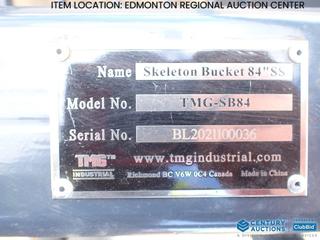 ITEM LOCATION: EDMONTON REGIONAL AUCTION CENTER
Name Skeleton Bucket 84"SS
Model No. TMG-SB84
Serial No. BL2021100036
TMG™ www.tmgindustrial.com
INDUSTRIAL Richmond BC V6W 0C4 Canada Made in China
CENTURY AUCTIONS ClubBid